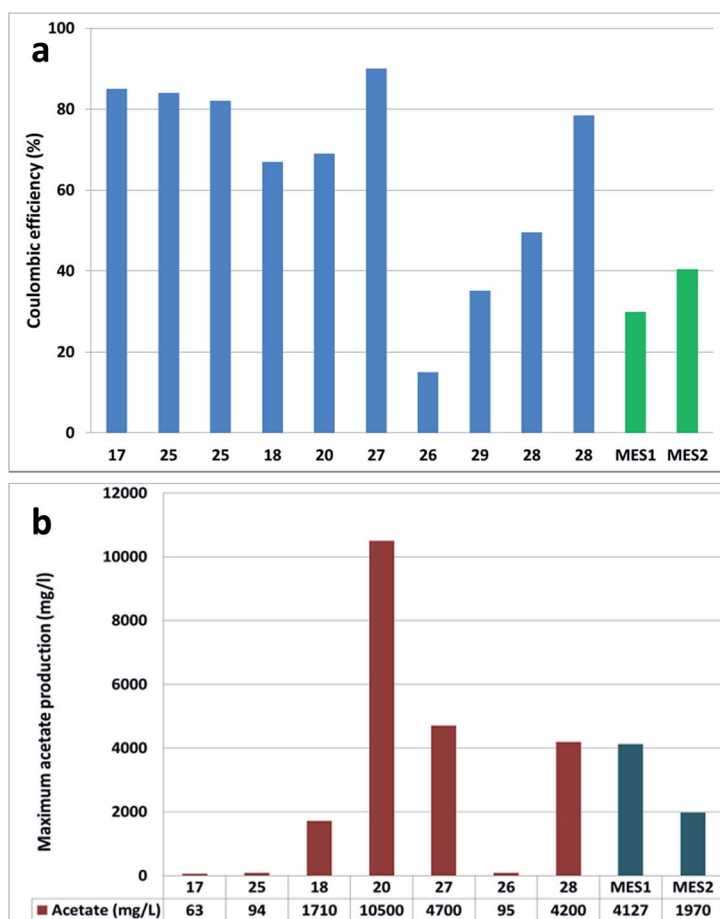 a
Coulombic efficiency (%)
100
80
60
40
20
0
17 25 25 18 20 27 26 29 28 28 MES1 MES2
b
Maximum acetate production (mg/l)
12000
10000
8000
6000
4000
2000
0
17 25 18 20 27 26 28 MES1 MES2
Acetate (mg/L) 63 94 1710 10500 4700 95 4200 4127 1970